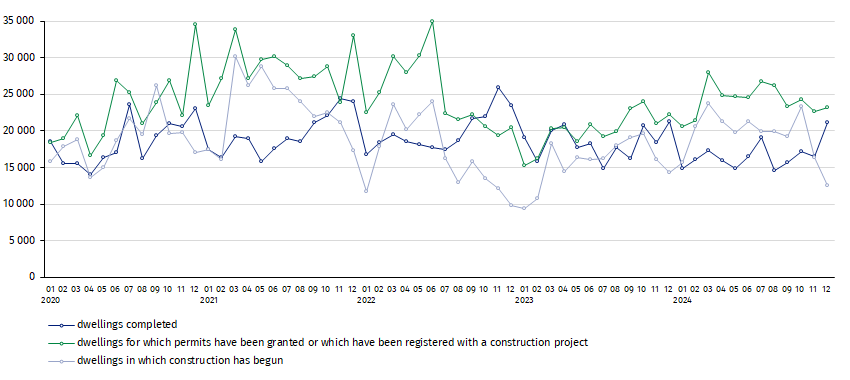 35 000
30 000
25 000
20 000
15 000
10 000
5 000
0
01 02 03 04 05 06 07 08 09 10 11 12 01 02 03 04 05 06 07 08 09 10 11 12 01 02 03 04 05 06 07 08 09 10 11 12 01 02 03 04 05 06 07 08 09 10 11 12 01 02 03 04 05 06 07 08 09 10 11 12
2020 2021 2022 2023 2024
dwellings completed
dwellings for which permits have been granted or which have been registered with a construction project
dwellings in which construction has begun